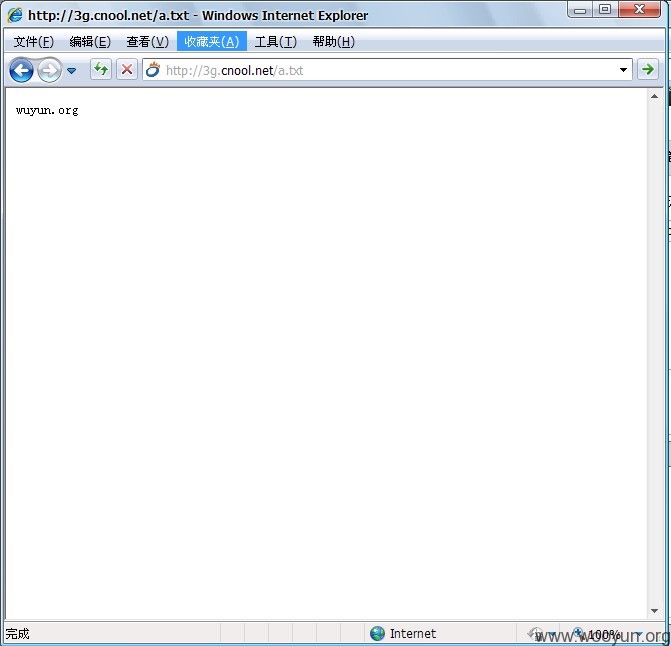 http://3g.cnool.net/a.txt - Windows Internet Explorer
文件(F) 编辑(E) 查看(V) 收藏夹(A) 工具(T) 帮助(H)
http://3g.cnool.net/a.txt
wuyun.org
完成 Internet 100%
www.wooyun.org